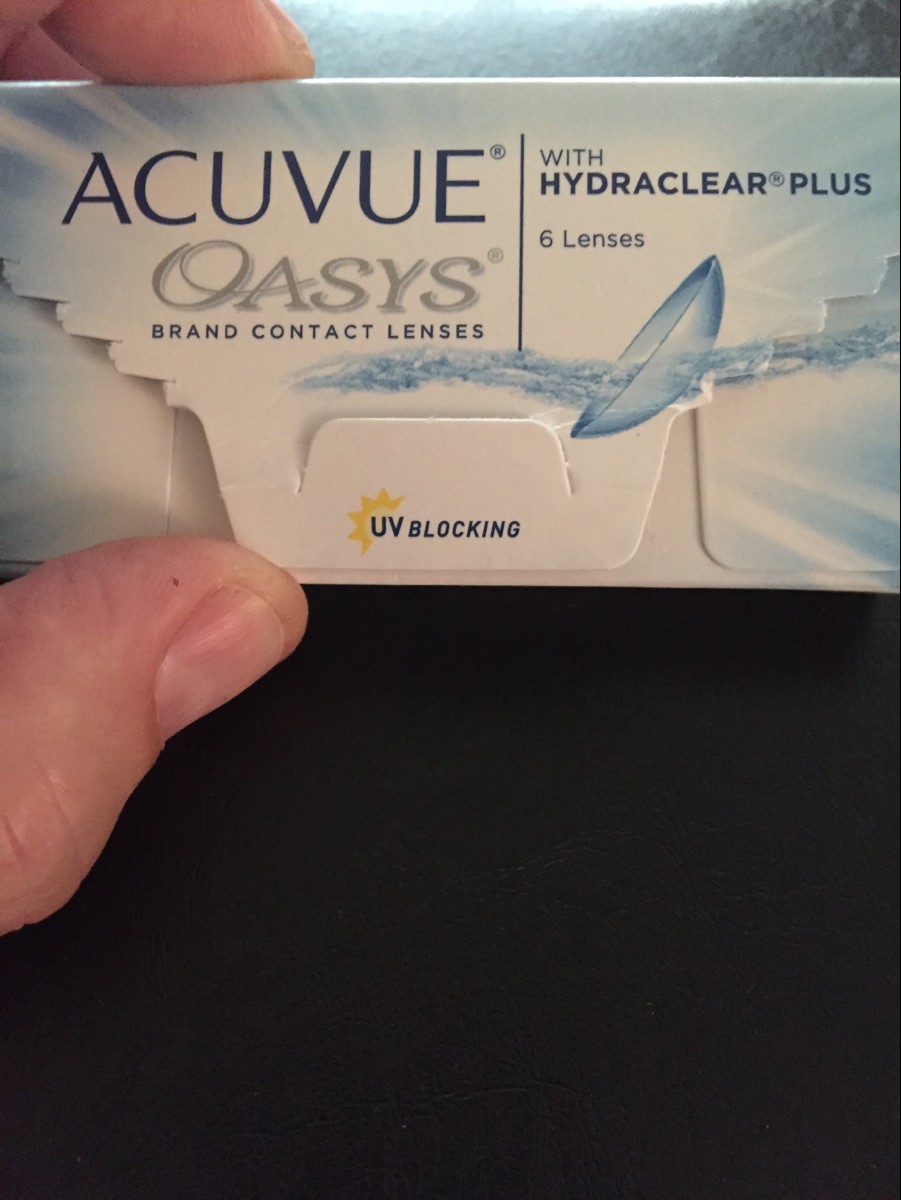 ACUVUE®
OASYS®
BRAND CONTACT LENSES
WITH
HYDRACLEAR® PLUS
6 Lenses
UV BLOCKING